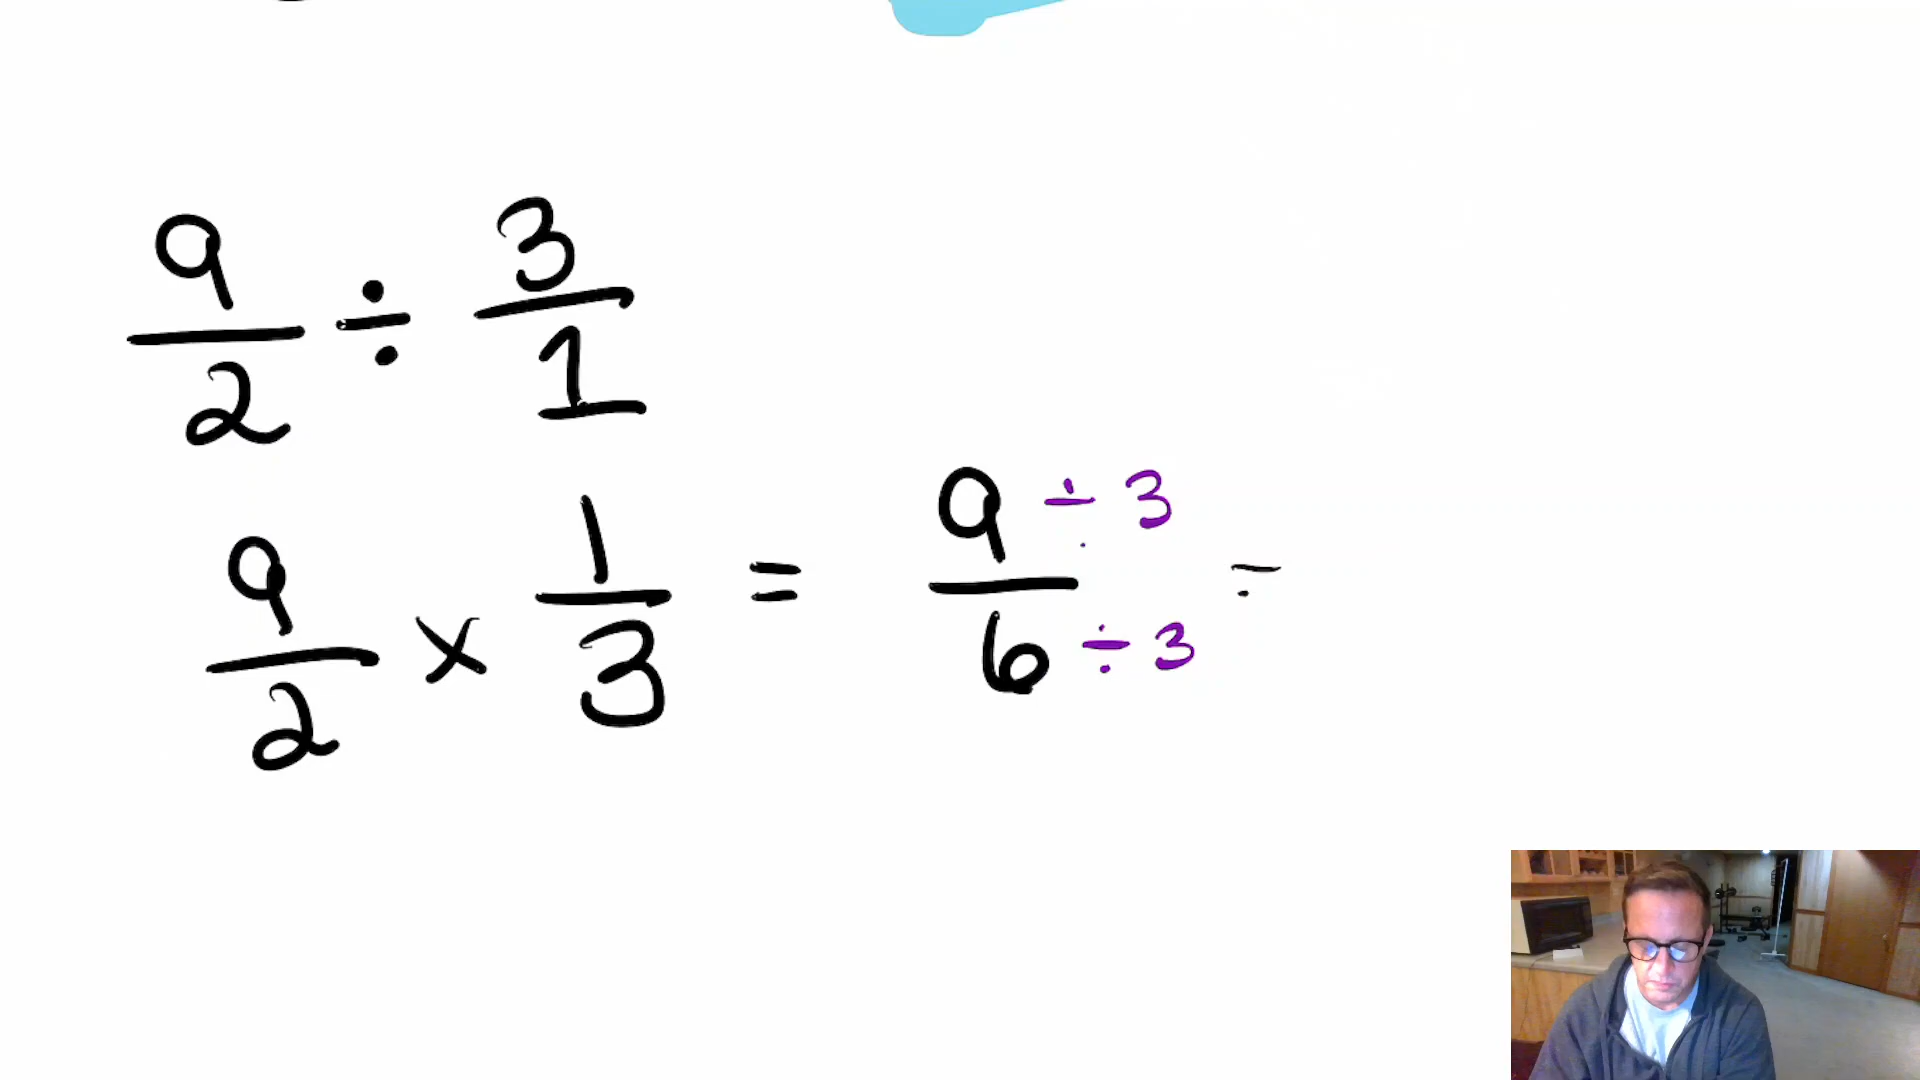 9/2 ÷ 3/1
9/2 × 1/3 = 9 ÷ 3 / 6 ÷ 3 =